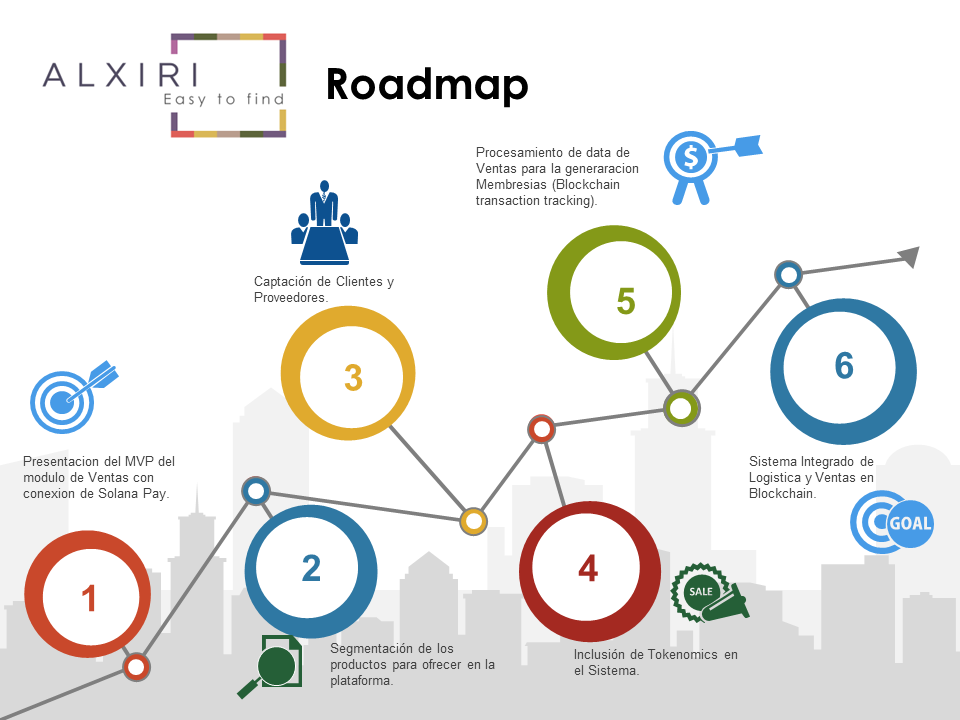 ALXIRI
Easy to find
Roadmap
Procesamiento de data de
Ventas para la generaracion
Membresias (Blockchain
transaction tracking).
$
Captación de Clientes y
Proveedores.
5
6
3
Presentacion del MVP del
modulo de Ventas con
conexion de Solana Pay.
Sistema Integrado de
Logistica y Ventas en
Blockchain.
GOAL
1
2
4
SALE
Segmentación de los
productos para ofrecer en la
plataforma.
Inclusión de Tokenomics en
el Sistema.